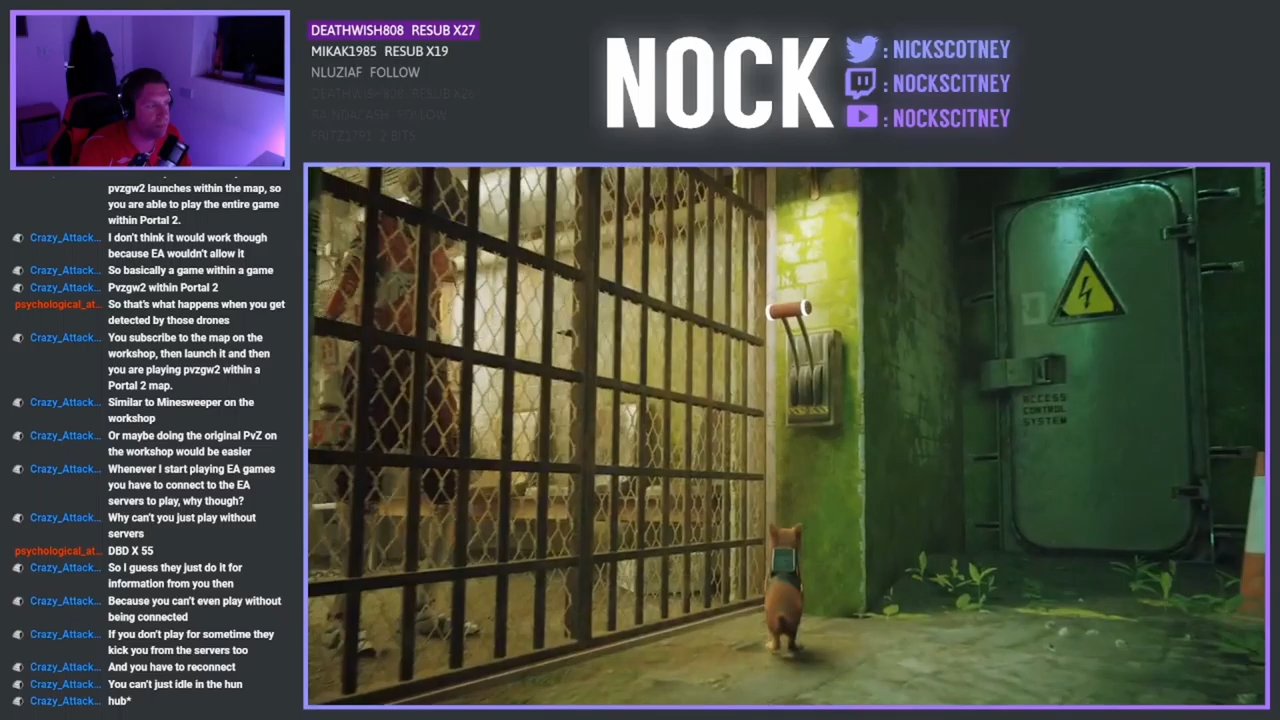 DEATHWISH808 RESUB X27
MIKAK1985 RESUB X19
NLUZIAF FOLLOW
DEATHWISH808 RESUB X26
FRITZ1791 2 BITS
NOCK
: NICKSCOTNEY
: NOCKSCITNEY
: NOCKSCITNEY
pvzgw2 launches within the map, so
you are able to play the entire game
within Portal 2.
Crazy_Attack... I don't think it would work though
because EA wouldn't allow it
Crazy_Attack... So basically a game within a game
Crazy_Attack... Pvzgw2 within Portal 2
psychological_at... So that's what happens when you get
detected by those drones
Crazy_Attack... You subscribe to the map on the
workshop, then launch it and then
you are playing pvzgw2 within a
Portal 2 map.
Crazy_Attack... Similar to Minesweeper on the
workshop
Crazy_Attack... Or maybe doing the original PvZ on
the workshop would be easier
Crazy_Attack... Whenever I start playing EA games
you have to connect to the EA
servers to play, why though?
Crazy_Attack... Why can't you just play without
servers
psychological_at... DBD X 55
Crazy_Attack... So I guess they just do it for
information from you then
Crazy_Attack... Because you can't even play without
being connected
Crazy_Attack... If you don't play for sometime they
kick you from the servers too
Crazy_Attack... And you have to reconnect
Crazy_Attack... You can't just idle in the hun
Crazy_Attack... hub*
ACCESS
CONTROL
SYSTEM